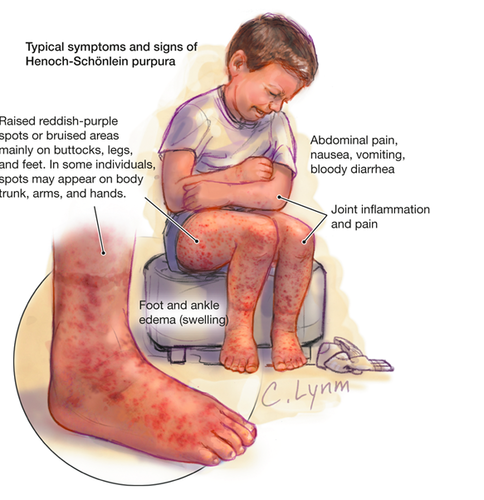 Typical symptoms and signs of
Henoch-Schönlein purpura
Raised reddish-purple
spots or bruised areas
mainly on buttocks, legs,
and feet. In some individuals,
spots may appear on body
trunk, arms, and hands.
Abdominal pain,
nausea, vomiting,
bloody diarrhea
Joint inflammation
and pain
Foot and ankle
edema (swelling)
C. Lynm